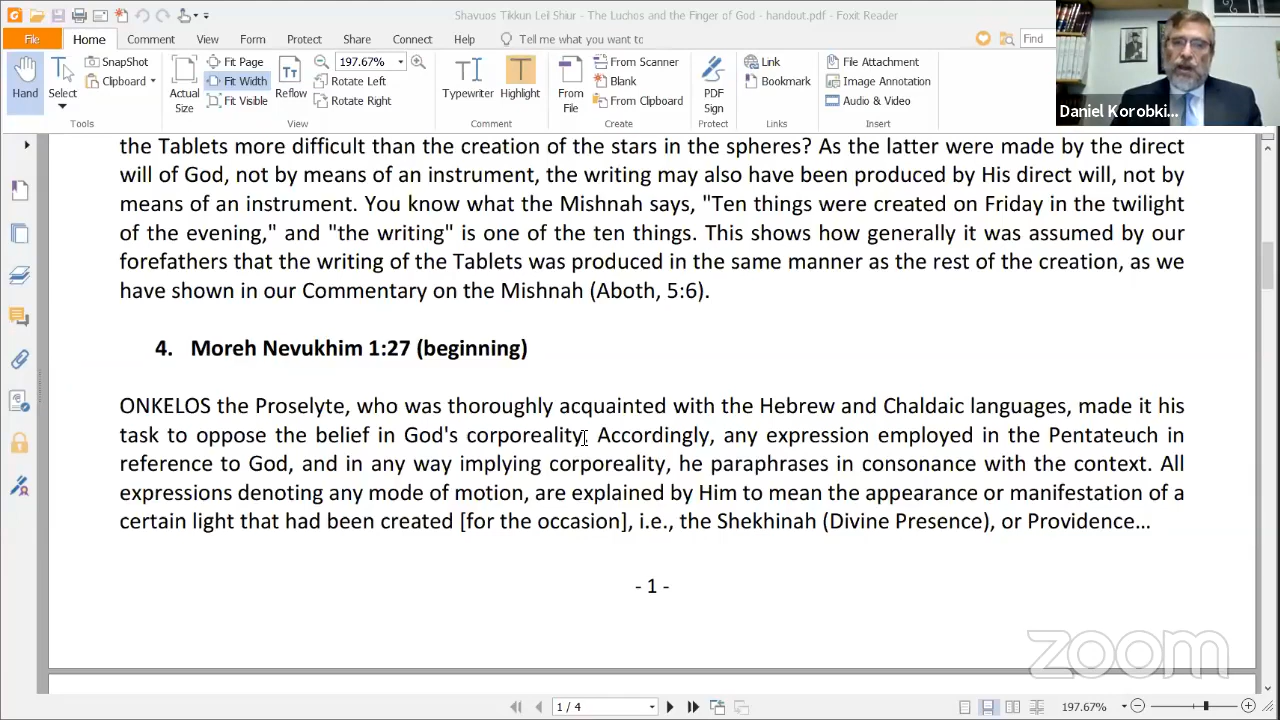 Shavuos Tikkun Leil Shiur - The Luchos and the Finger of God - handout.pdf - Foxit Reader
File Home Comment View Form Protect Share Connect Help Tell me what you want to Find
SnapShot Fit Page 197.67% From Scanner Link File Attachment
Clipboard Fit Width Rotate Left Blank Bookmark Image Annotation
Hand Select Actual Size Fit Visible Reflow Rotate Right Typewriter Highlight From File From Clipboard PDF Sign Audio & Video
Tools View Comment Create Protect Links Insert
Daniel Korobki...
the Tablets more difficult than the creation of the stars in the spheres? As the latter were made by the direct
will of God, not by means of an instrument, the writing may also have been produced by His direct will, not by
means of an instrument. You know what the Mishnah says, "Ten things were created on Friday in the twilight
of the evening," and "the writing" is one of the ten things. This shows how generally it was assumed by our
forefathers that the writing of the Tablets was produced in the same manner as the rest of the creation, as we
have shown in our Commentary on the Mishnah (Aboth, 5:6).
4. Moreh Nevukhim 1:27 (beginning)
ONKELOS the Proselyte, who was thoroughly acquainted with the Hebrew and Chaldaic languages, made it his
task to oppose the belief in God's corporeality. Accordingly, any expression employed in the Pentateuch in
reference to God, and in any way implying corporeality, he paraphrases in consonance with the context. All
expressions denoting any mode of motion, are explained by Him to mean the appearance or manifestation of a
certain light that had been created [for the occasion], i.e., the Shekhinah (Divine Presence), or Providence…
- 1 -
zoom
1 / 4 197.67%